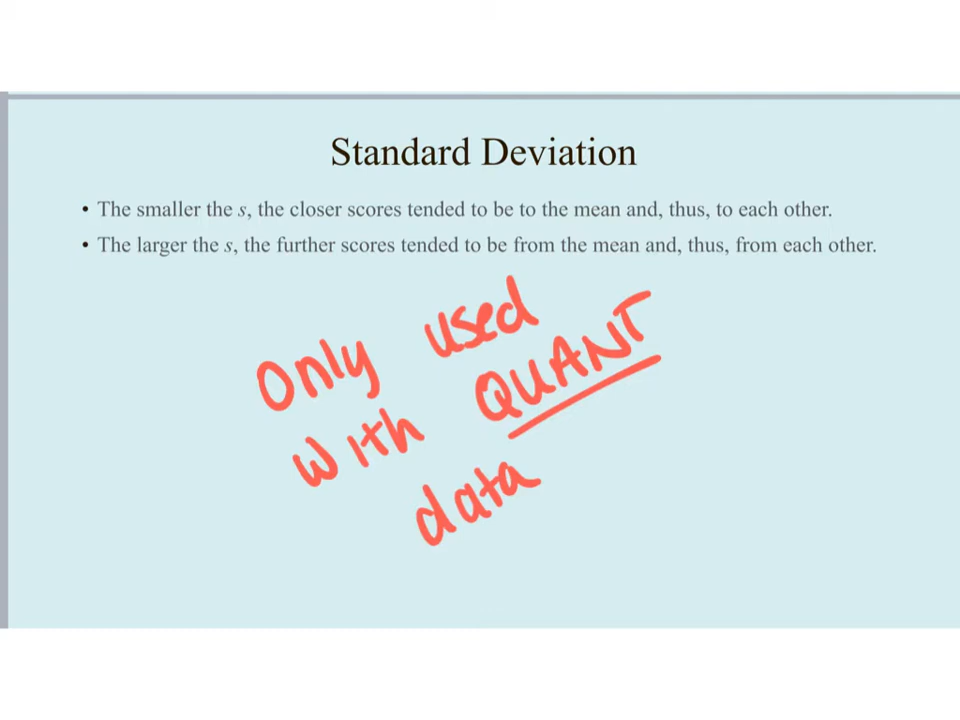 Standard Deviation
• The smaller the s, the closer scores tended to be to the mean and, thus, to each other.
• The larger the s, the further scores tended to be from the mean and, thus, from each other.
Only used
with QUANT
data